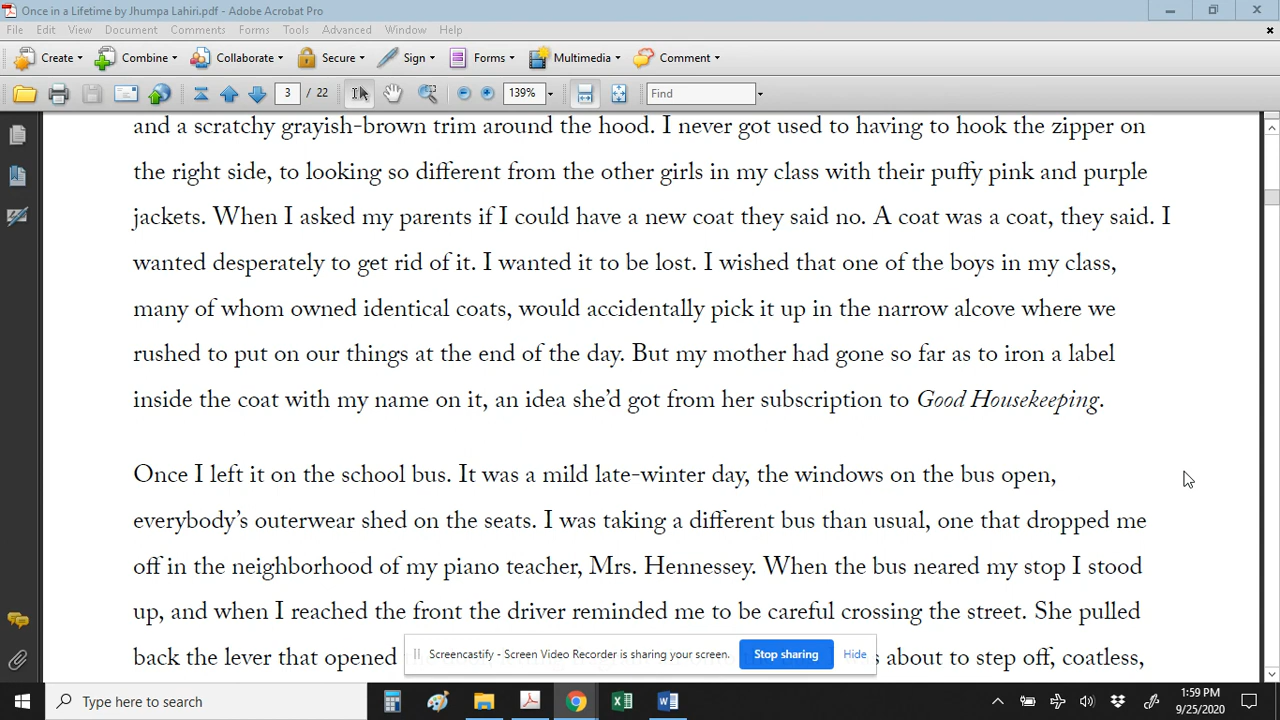 Once in a Lifetime by Jhumpa Lahiri.pdf - Adobe Acrobat Pro
File Edit View Document Comments Forms Tools Advanced Window Help
Create Combine Collaborate Secure Sign Forms Multimedia Comment
3 / 22 139% Find
and a scratchy grayish-brown trim around the hood. I never got used to having to hook the zipper on
the right side, to looking so different from the other girls in my class with their puffy pink and purple
jackets. When I asked my parents if I could have a new coat they said no. A coat was a coat, they said. I
wanted desperately to get rid of it. I wanted it to be lost. I wished that one of the boys in my class,
many of whom owned identical coats, would accidentally pick it up in the narrow alcove where we
rushed to put on our things at the end of the day. But my mother had gone so far as to iron a label
inside the coat with my name on it, an idea she’d got from her subscription to Good Housekeeping.
Once I left it on the school bus. It was a mild late-winter day, the windows on the bus open,
everybody’s outerwear shed on the seats. I was taking a different bus than usual, one that dropped me
off in the neighborhood of my piano teacher, Mrs. Hennessey. When the bus neared my stop I stood
up, and when I reached the front the driver reminded me to be careful crossing the street. She pulled
back the lever that opened about to step off, coatless,
Screencastify - Screen Video Recorder is sharing your screen. Stop sharing Hide
Type here to search
1:59 PM
9/25/2020